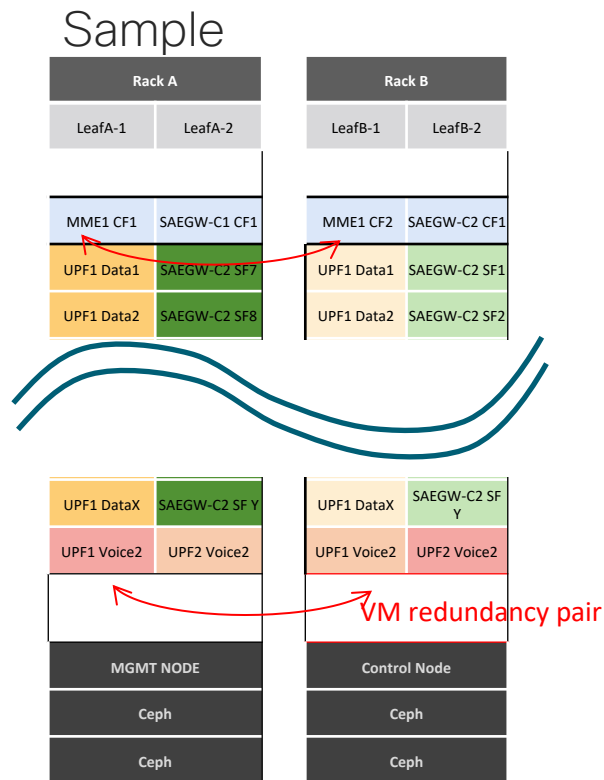 Sample
Rack A
Rack B
LeafA-1
LeafA-2
LeafB-1
LeafB-2
MME1 CF1
SAEGW-C1 CF1
MME1 CF2
SAEGW-C2 CF1
UPF1 Data1
SAEGW-C2 SF7
UPF1 Data1
SAEGW-C2 SF1
UPF1 Data2
SAEGW-C2 SF8
UPF1 Data2
SAEGW-C2 SF2
UPF1 DataX
SAEGW-C2 SF Y
UPF1 DataX
SAEGW-C2 SF
Y
UPF1 Voice2
UPF2 Voice2
UPF1 Voice2
UPF2 Voice2
VM redundancy pair
MGMT NODE
Control Node
Ceph
Ceph
Ceph
Ceph